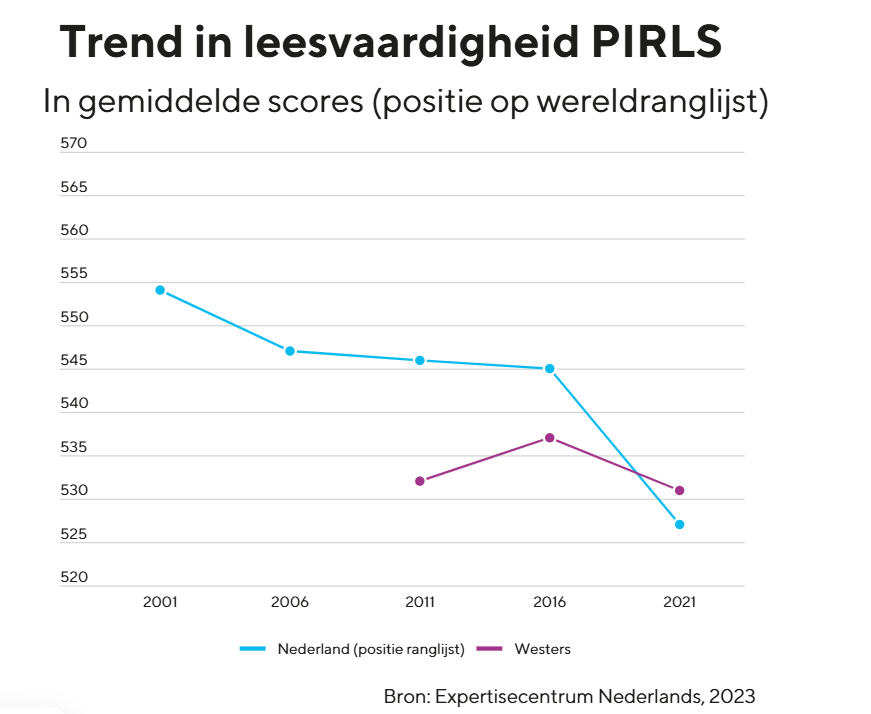 Trend in leesvaardigheid PIRLS
In gemiddelde scores (positie op wereldranglijst)
570
565
560
555
550
545
540
535
530
525
520
2001 2006 2011 2016 2021
Nederland (positie ranglijst) Westers
Bron: Expertisecentrum Nederlands, 2023